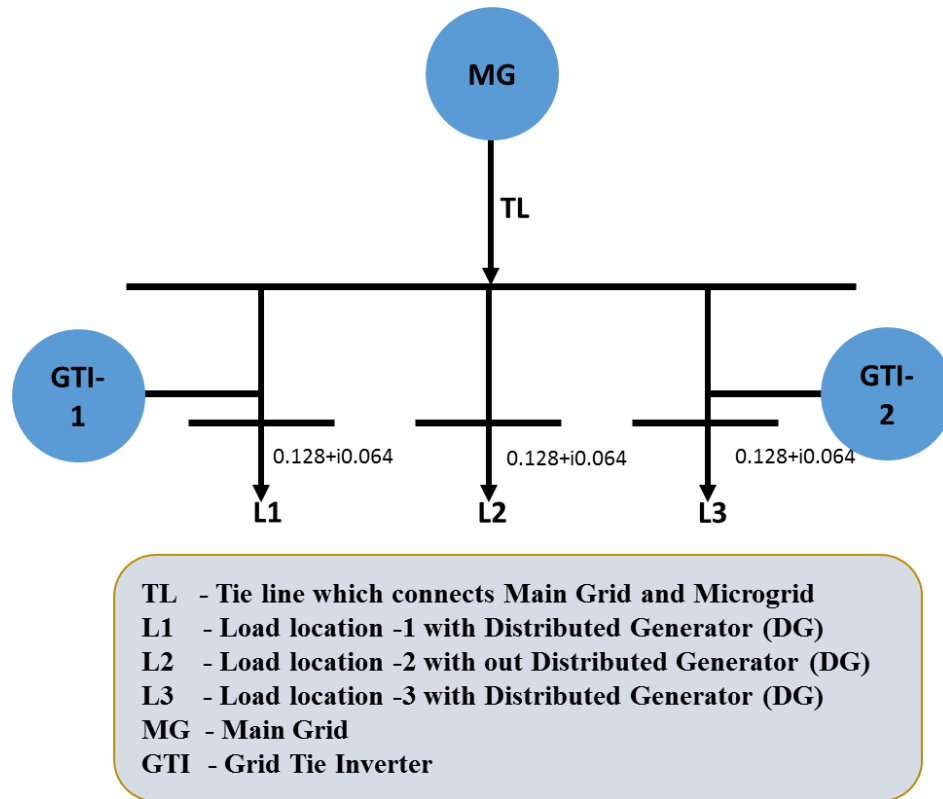 MG
TL
GTI-
1
GTI-
2
0.128+i0.064
0.128+i0.064
0.128+i0.064
L1
L2
L3
TL - Tie line which connects Main Grid and Microgrid
L1 - Load location -1 with Distributed Generator (DG)
L2 - Load location -2 with out Distributed Generator (DG)
L3 - Load location -3 with Distributed Generator (DG)
MG - Main Grid
GTI - Grid Tie Inverter